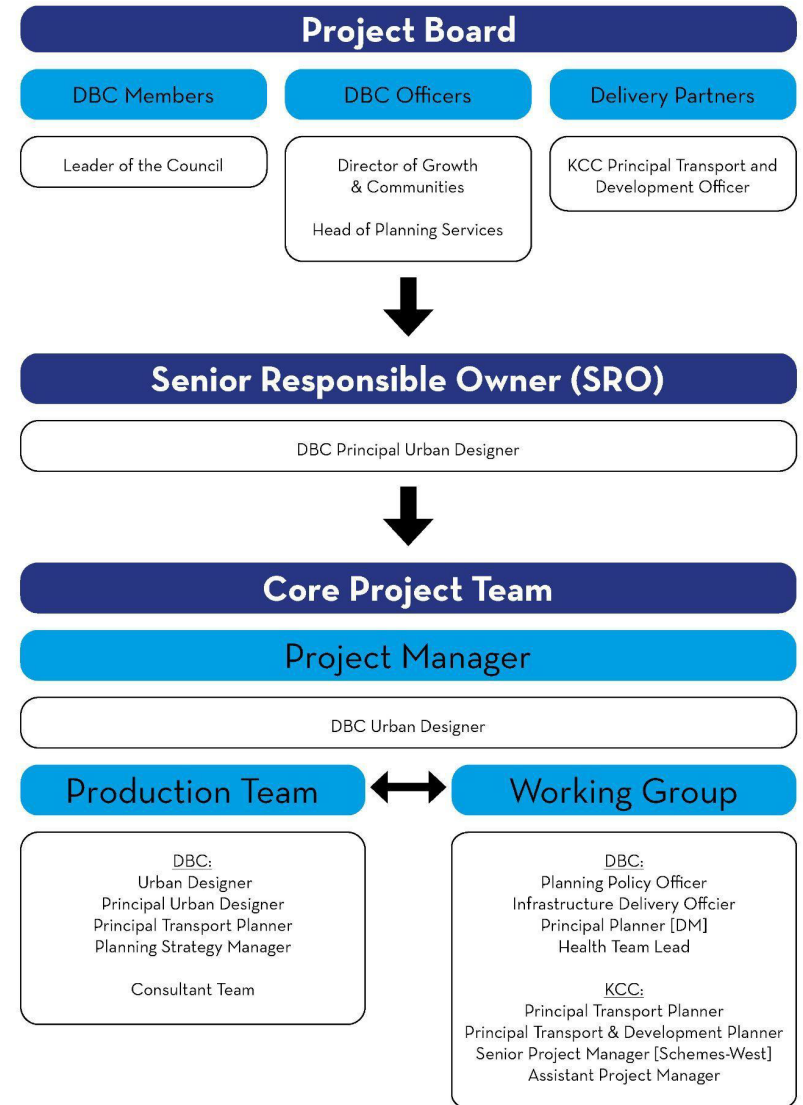 Project Board
DBC Members
DBC Officers
Delivery Partners
Leader of the Council
Director of Growth
& Communities
Head of Planning Services
KCC Principal Transport and
Development Officer
Senior Responsible Owner (SRO)
DBC Principal Urban Designer
Core Project Team
Project Manager
DBC Urban Designer
Production Team
Working Group
DBC:
Urban Designer
Principal Urban Designer
Principal Transport Planner
Planning Strategy Manager
Consultant Team
DBC:
Planning Policy Officer
Infrastructure Delivery Offcier
Principal Planner [DM]
Health Team Lead
KCC:
Principal Transport Planner
Principal Transport & Development Planner
Senior Project Manager [Schemes-West]
Assistant Project Manager